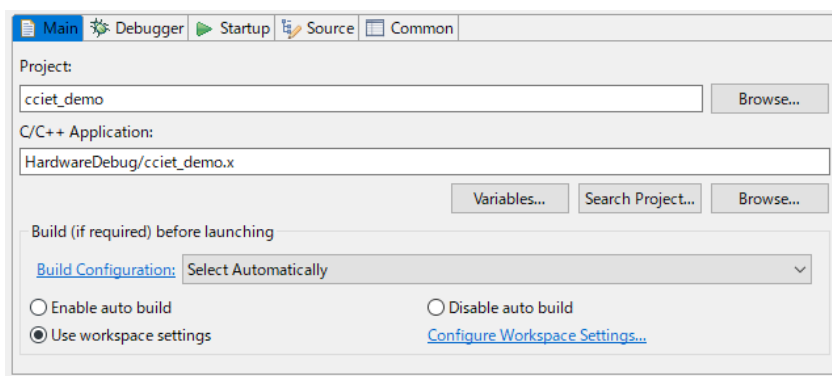 Main Debugger Startup Source Common
Project:
cciet_demo Browse...
C/C++ Application:
HardwareDebug/cciet_demo.x
Variables... Search Project... Browse...
Build (if required) before launching
Build Configuration: Select Automatically
Enable auto build Disable auto build
Use workspace settings Configure Workspace Settings...